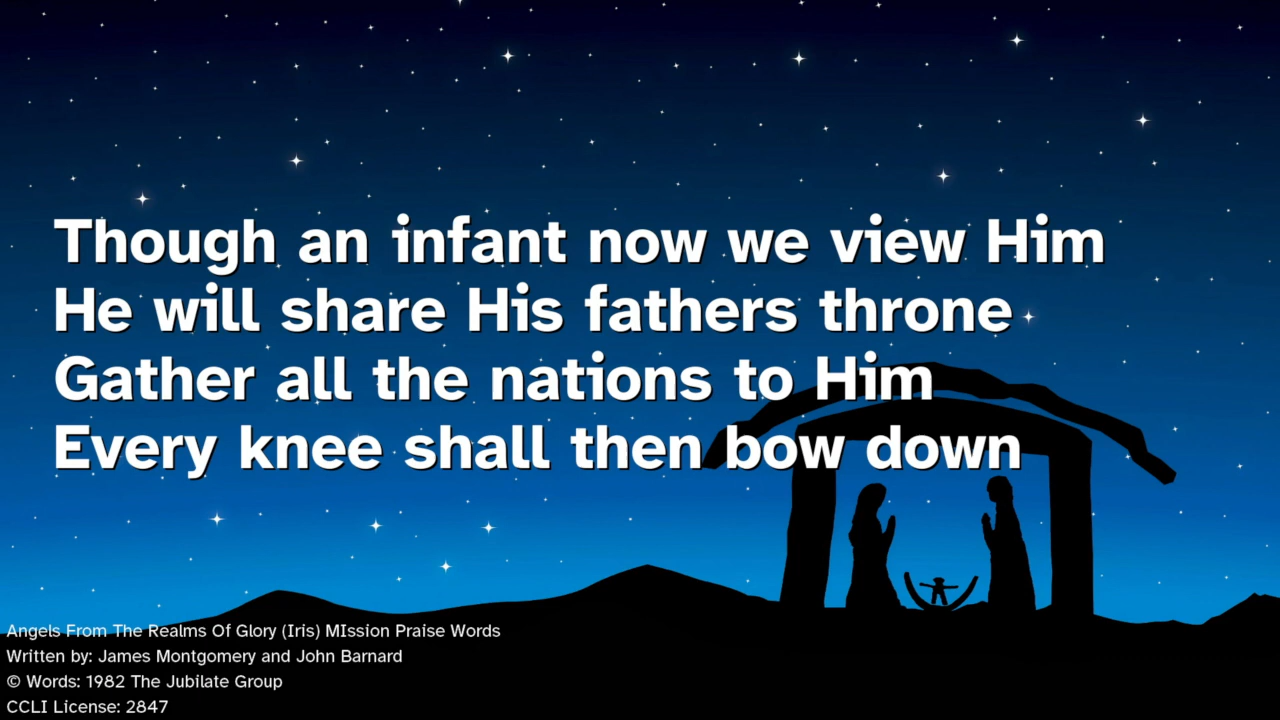 Though an infant now we view Him
He will share His fathers throne
Gather all the nations to Him
Every knee shall then bow down
Angels From The Realms Of Glory (Iris) MIssion Praise Words
Written by: James Montgomery and John Barnard
© Words: 1982 The Jubilate Group
CCLI License: 2847